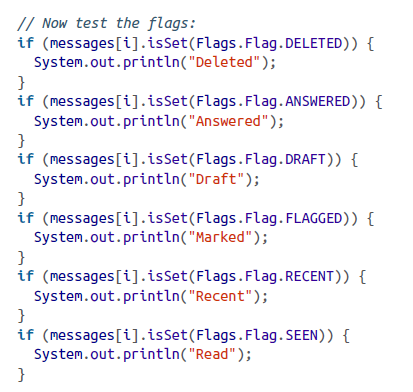 // Now test the flags:
if (messages[i].isSet(Flags.Flag.DELETED)) {
  System.out.println("Deleted");
}
if (messages[i].isSet(Flags.Flag.ANSWERED)) {
  System.out.println("Answered");
}
if (messages[i].isSet(Flags.Flag.DRAFT)) {
  System.out.println("Draft");
}
if (messages[i].isSet(Flags.Flag.FLAGGED)) {
  System.out.println("Marked");
}
if (messages[i].isSet(Flags.Flag.RECENT)) {
  System.out.println("Recent");
}
if (messages[i].isSet(Flags.Flag.SEEN)) {
  System.out.println("Read");
}